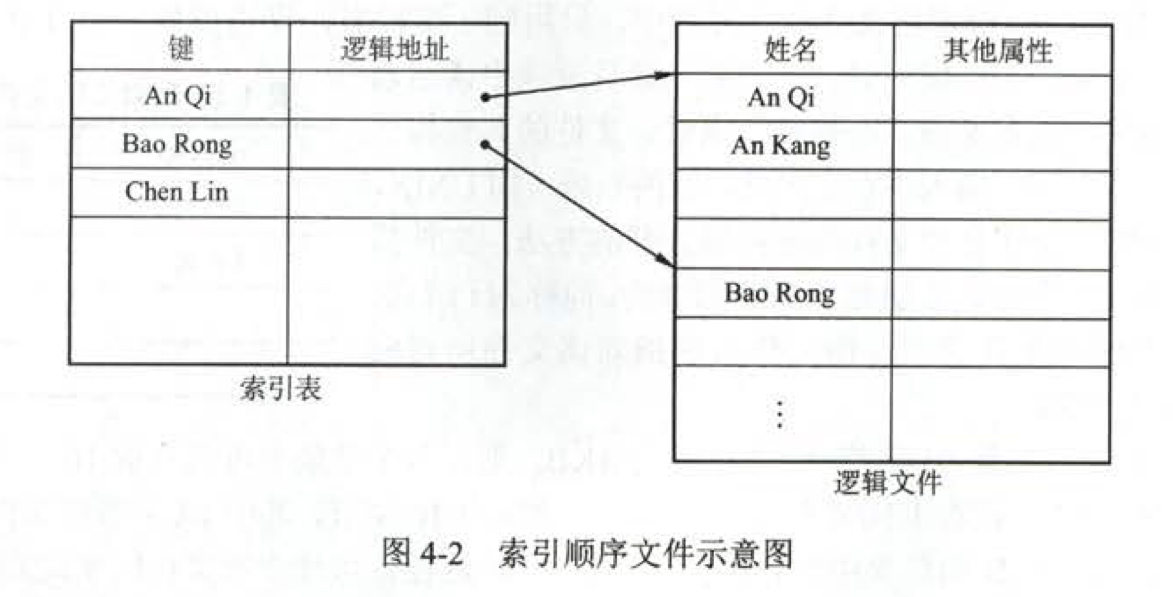 键 逻辑地址
An Qi
Bao Rong
Chen Lin
索引表
姓名 其他属性
An Qi
An Kang
Bao Rong
⋮
逻辑文件
图 4-2 索引顺序文件示意图